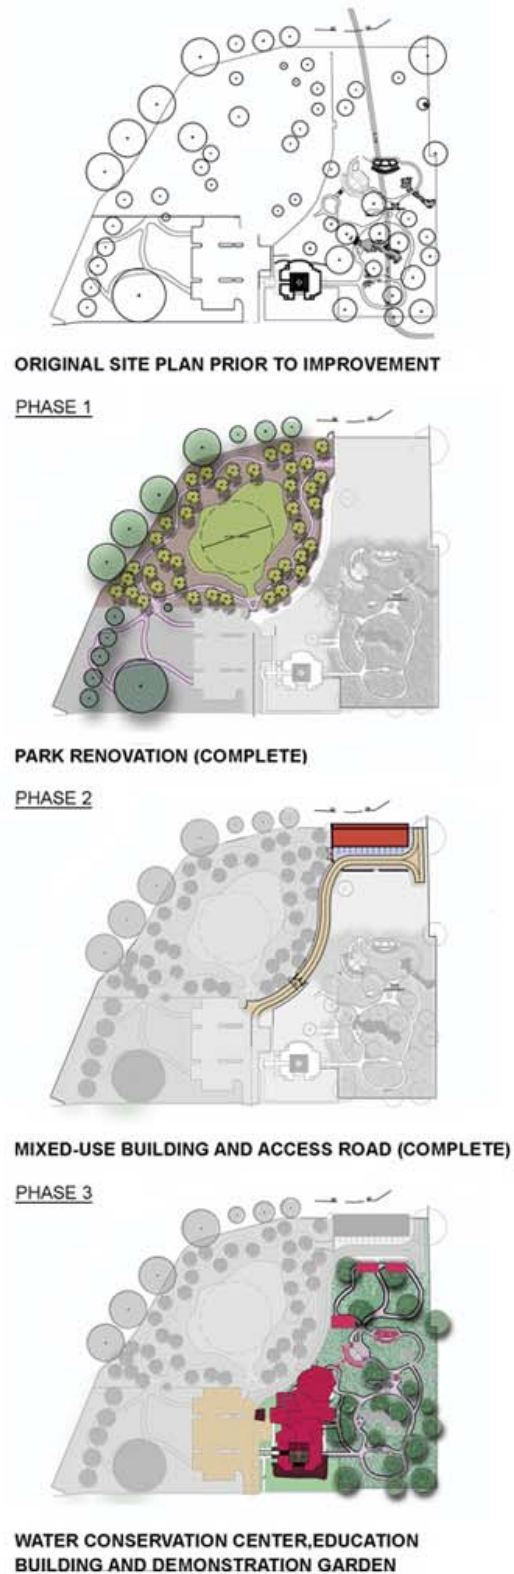 ORIGINAL SITE PLAN PRIOR TO IMPROVEMENT
PHASE 1
PARK RENOVATION (COMPLETE)
PHASE 2
MIXED-USE BUILDING AND ACCESS ROAD (COMPLETE)
PHASE 3
WATER CONSERVATION CENTER,EDUCATION
BUILDING AND DEMONSTRATION GARDEN